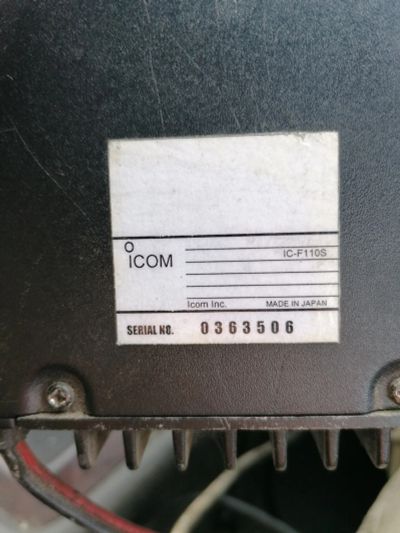 ICOM
IC-F110S
Icom Inc. MADE IN JAPAN
SERIAL NO. 0363506